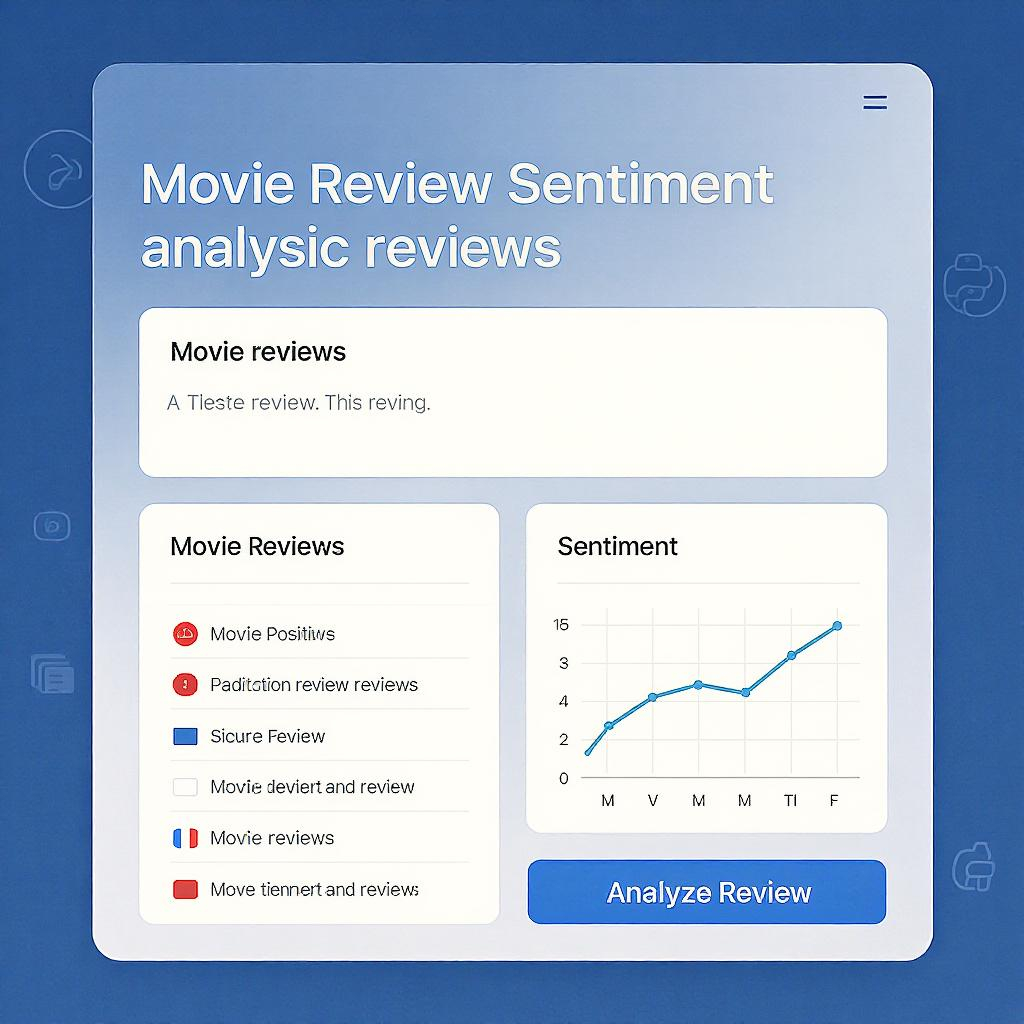 Movie Review Sentiment
analysic reviews
Movie reviews
A Tleste review. This reving.
Movie Reviews
Movie Positiws
Paditstion review reviews
Sicure Feview
Movie deviert and review
Movie reviews
Move tiennert and reviews
Sentiment
15
3
4
2
0
M V M M TI F
Analyze Review